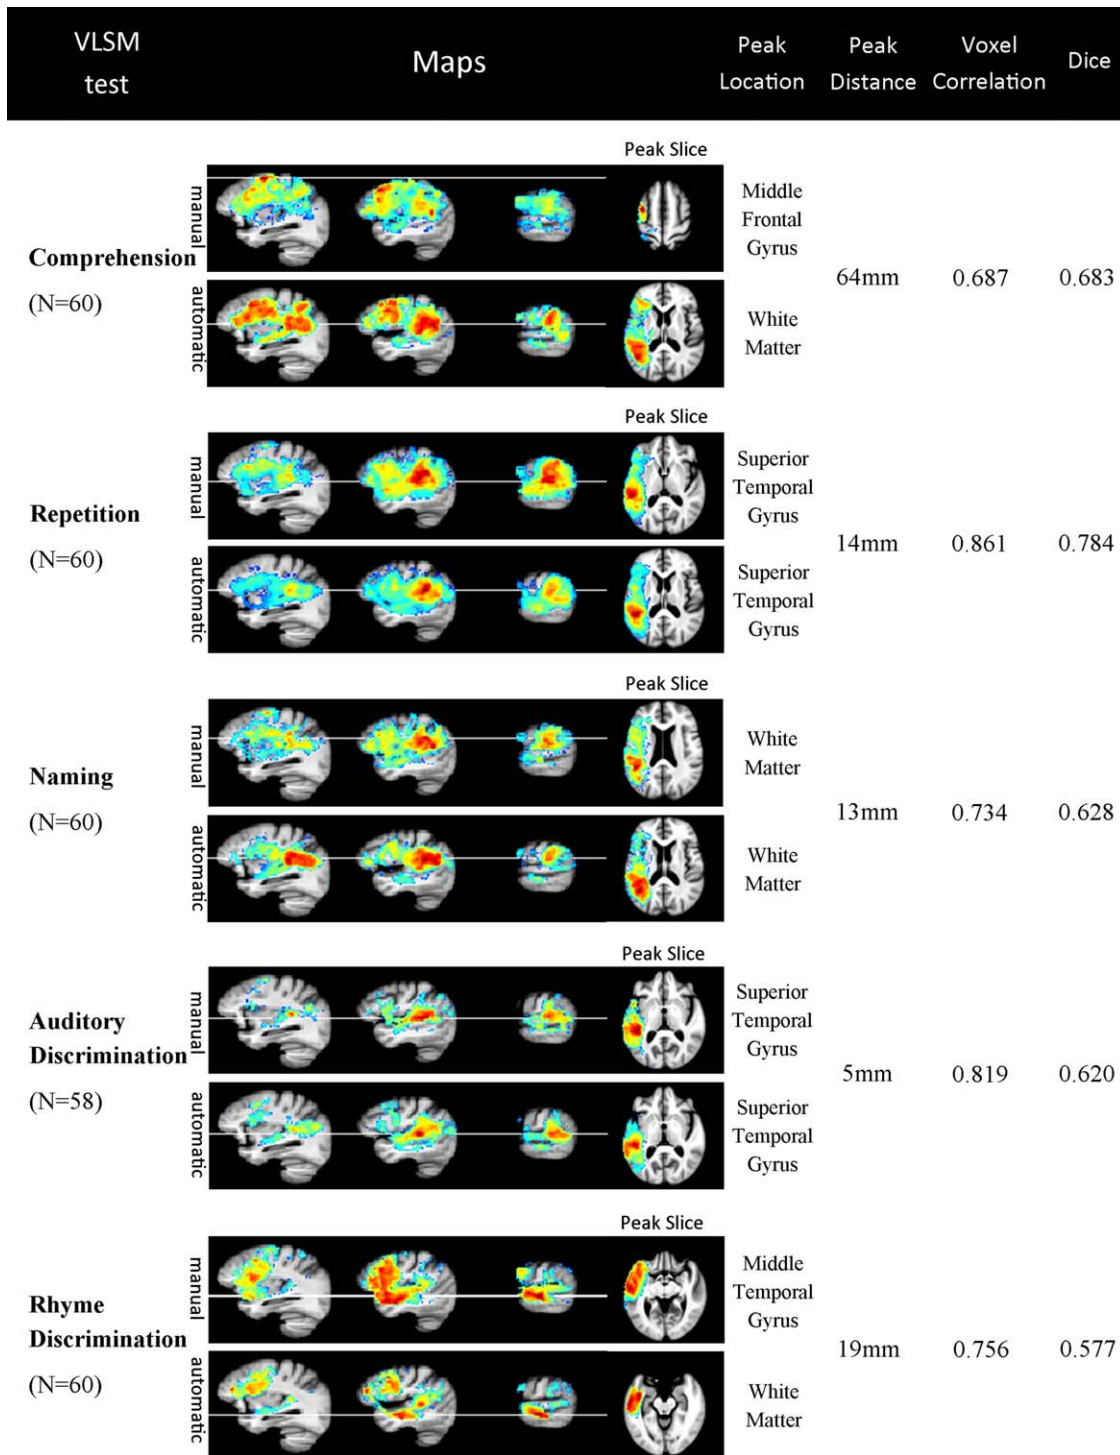 VLSM test
Maps
Peak Location
Peak Distance
Voxel Correlation
Dice
Peak Slice
Comprehension
(N=60)
manual
automatic
Middle
Frontal
Gyrus
White
Matter
64mm
0.687
0.683
Peak Slice
Repetition
(N=60)
manual
automatic
Superior
Temporal
Gyrus
Superior
Temporal
Gyrus
14mm
0.861
0.784
Peak Slice
Naming
(N=60)
manual
automatic
White
Matter
White
Matter
13mm
0.734
0.628
Peak Slice
Auditory
Discrimination
(N=58)
manual
automatic
Superior
Temporal
Gyrus
Superior
Temporal
Gyrus
5mm
0.819
0.620
Peak Slice
Rhyme
Discrimination
(N=60)
manual
automatic
Middle
Temporal
Gyrus
White
Matter
19mm
0.756
0.577